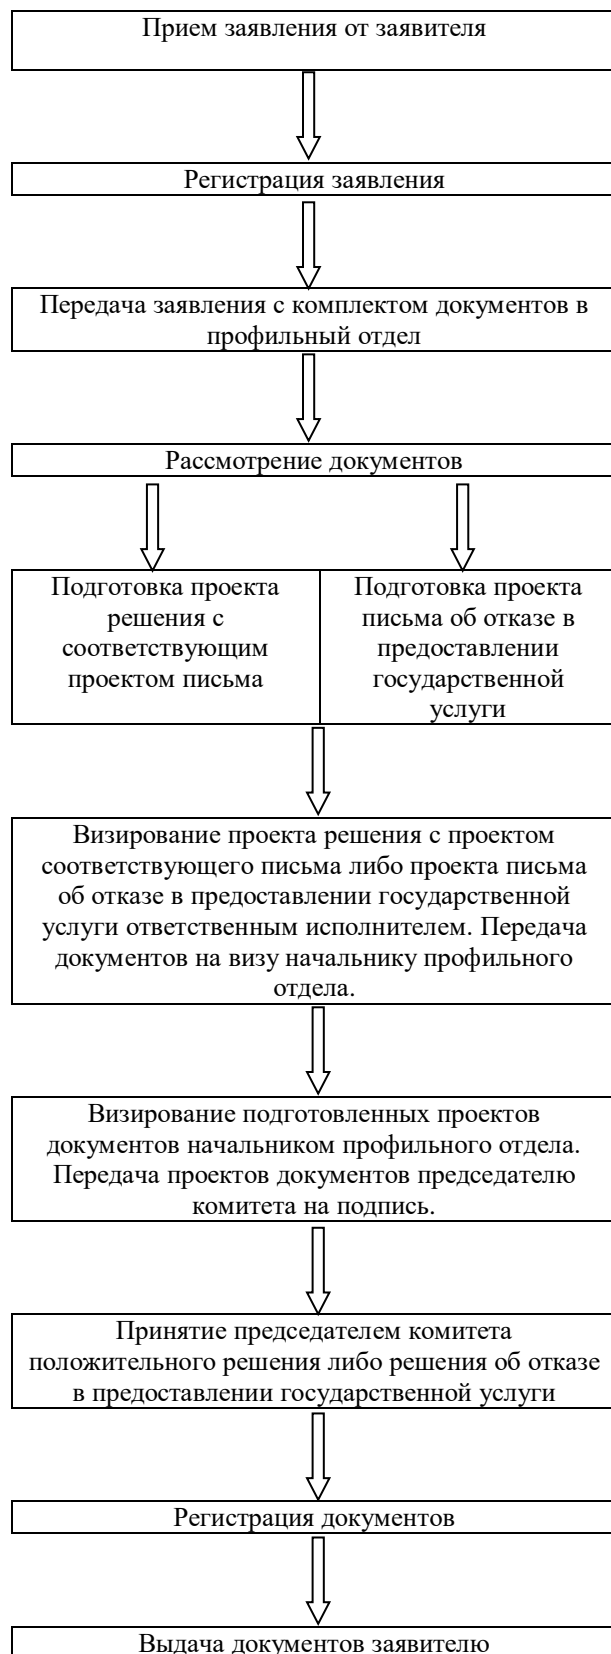 Прием заявления от заявителя
Регистрация заявления
Передача заявления с комплектом документов в
профильный отдел
Рассмотрение документов
Подготовка проекта
решения с
соответствующим
проектом письма
Подготовка проекта
письма об отказе в
предоставлении
государственной
услуги
Визирование проекта решения с проектом
соответствующего письма либо проекта письма
об отказе в предоставлении государственной
услуги ответственным исполнителем. Передача
документов на визу начальнику профильного
отдела.
Визирование подготовленных проектов
документов начальником профильного отдела.
Передача проектов документов председателю
комитета на подпись.
Принятие председателем комитета
положительного решения либо решения об отказе
в предоставлении государственной услуги
Регистрация документов
Выдача документов заявителю